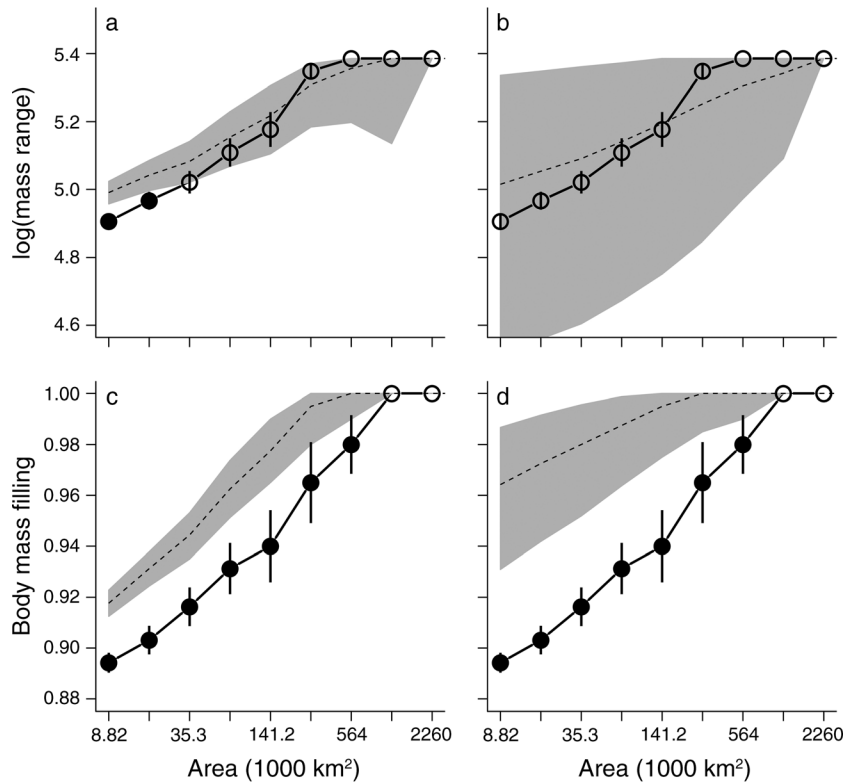 a
b
5.4
5.2
5.0
4.8
4.6
log(mass range)
c
d
1.00
0.98
0.96
0.94
0.92
0.90
0.88
Body mass filling
8.82 35.3 141.2 564 2260
8.82 35.3 141.2 564 2260
Area (1000 km²)
Area (1000 km²)